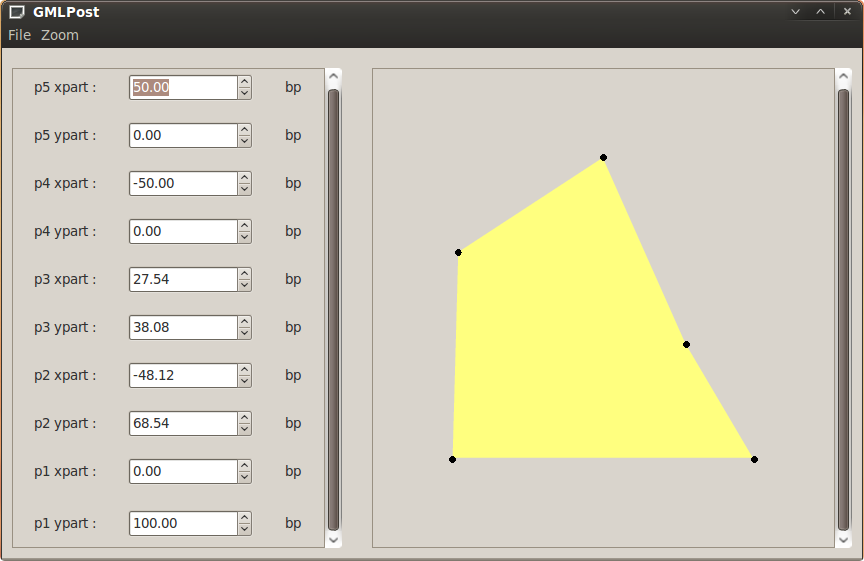 GMLPost
File Zoom
p5 xpart : 50.00 bp
p5 ypart : 0.00 bp
p4 xpart : -50.00 bp
p4 ypart : 0.00 bp
p3 xpart : 27.54 bp
p3 ypart : 38.08 bp
p2 xpart : -48.12 bp
p2 ypart : 68.54 bp
p1 xpart : 0.00 bp
p1 ypart : 100.00 bp